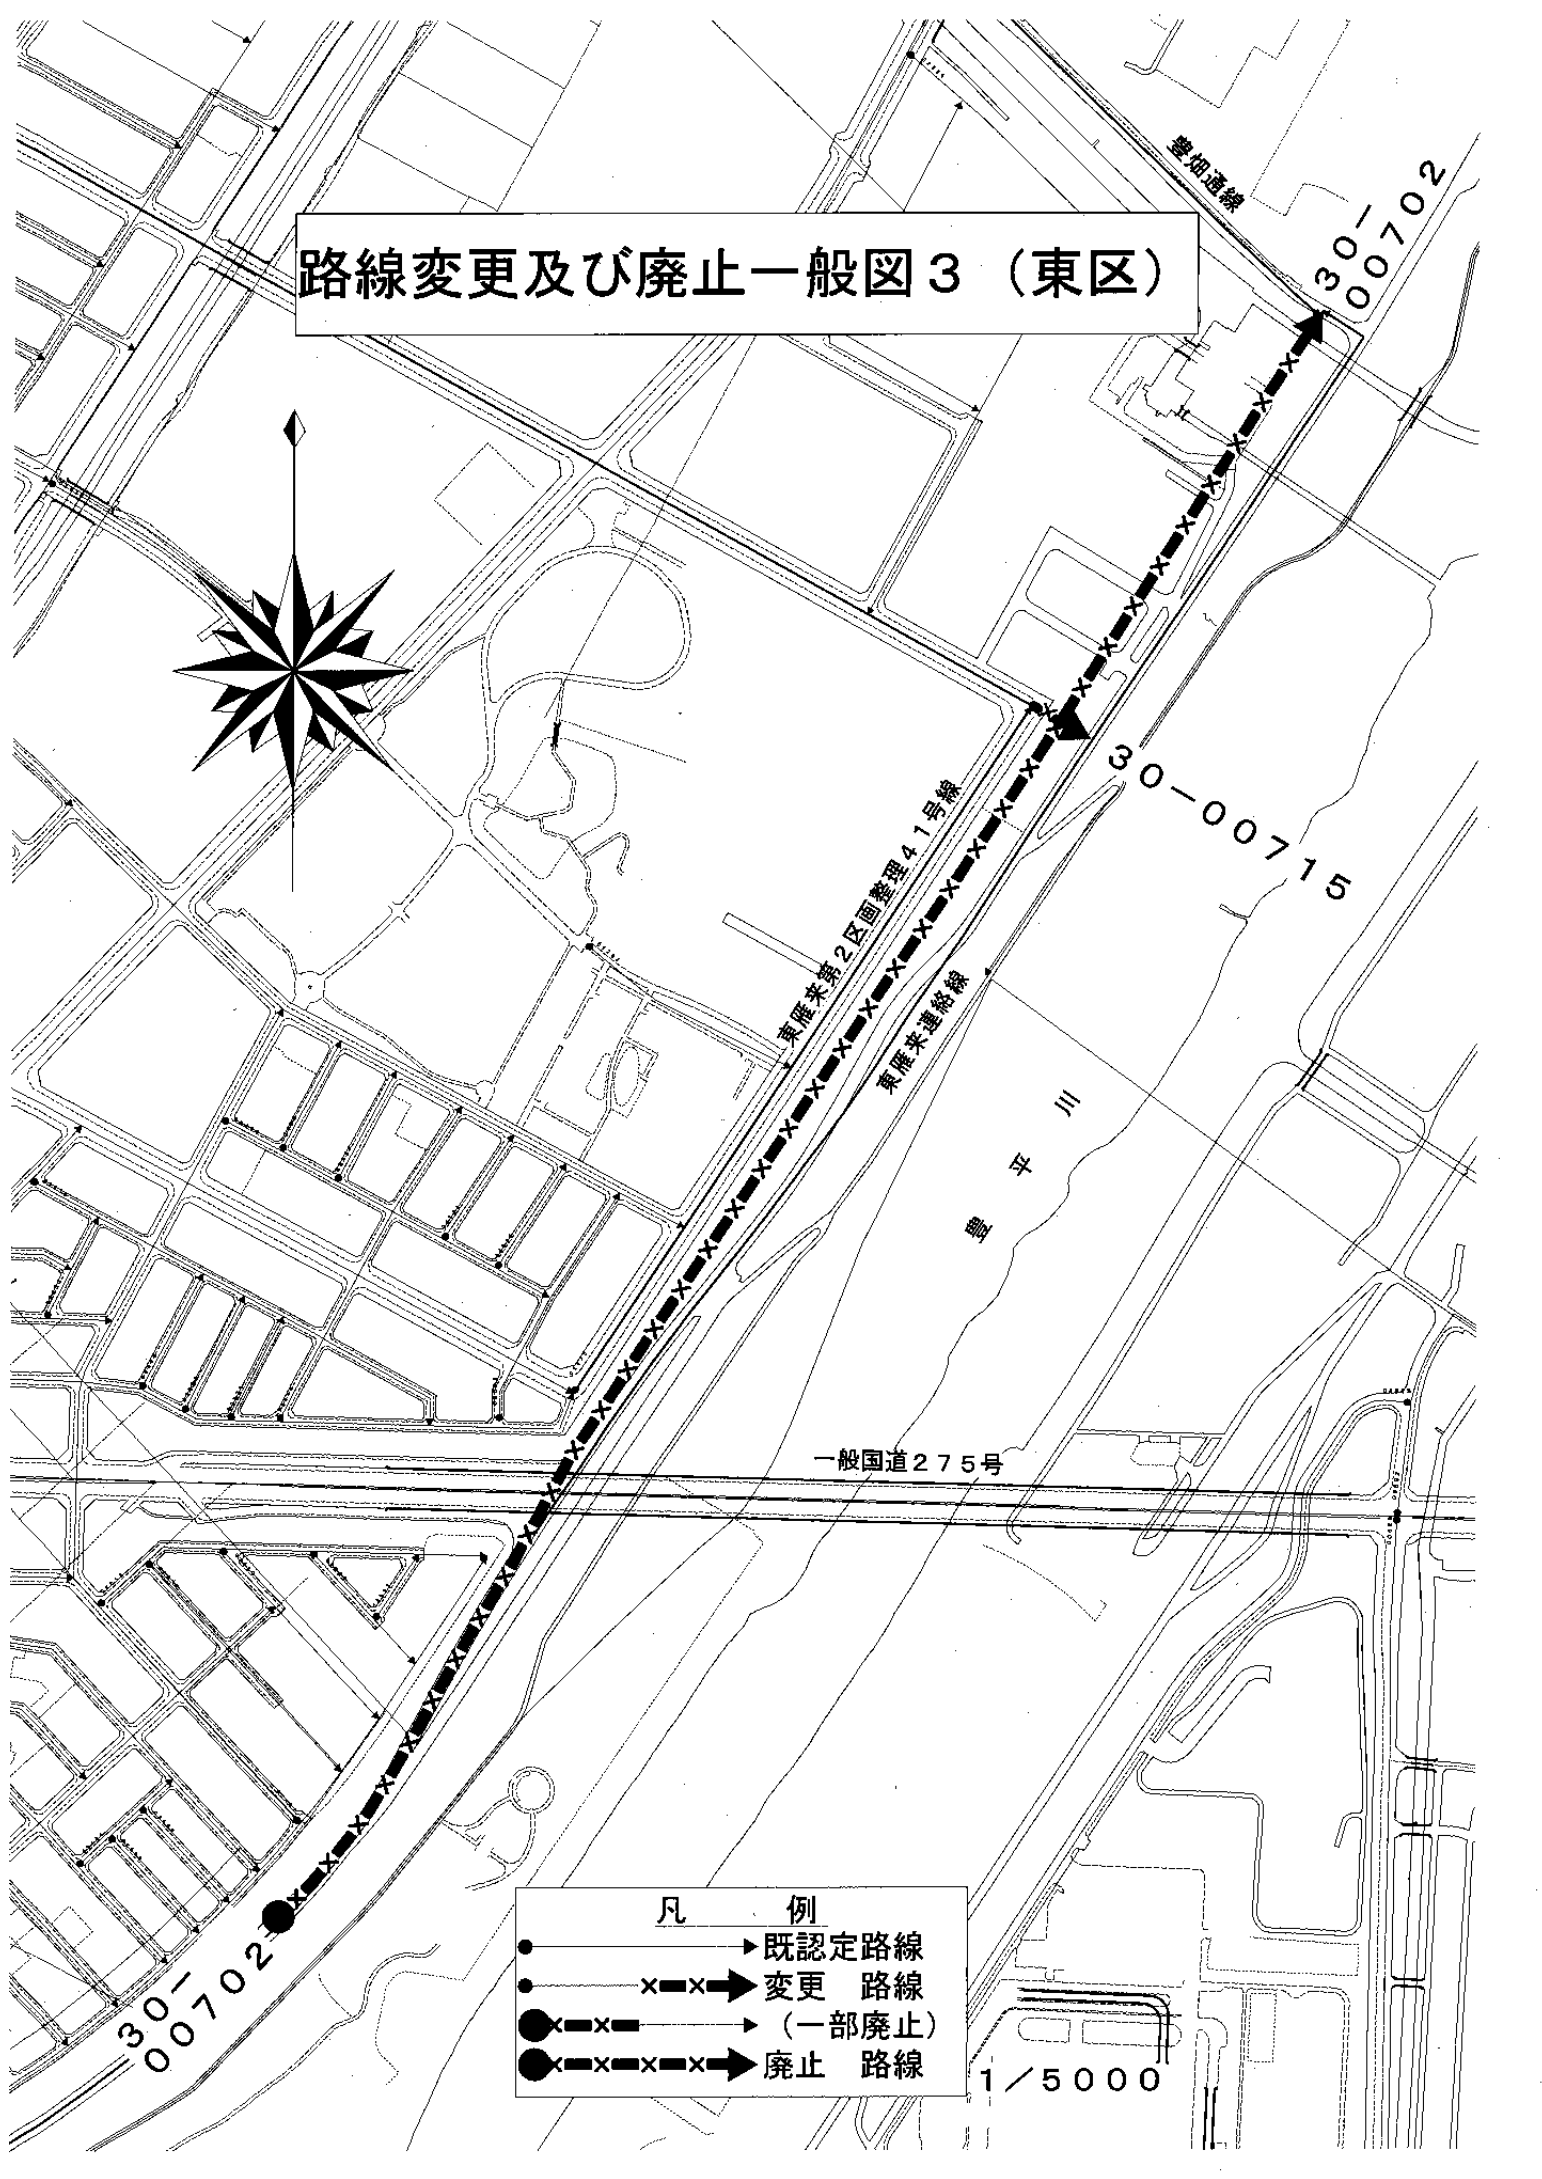 豊畑通線
30-
00702
路線変更及び廃止一般図3（東区）
30-00715
東雁来第2区画整理41号線
東雁来連絡線
豊平川
一般国道275号
30-
00702
凡　例
既認定路線
変更　路線
（一部廃止）
廃止　路線
1/5000